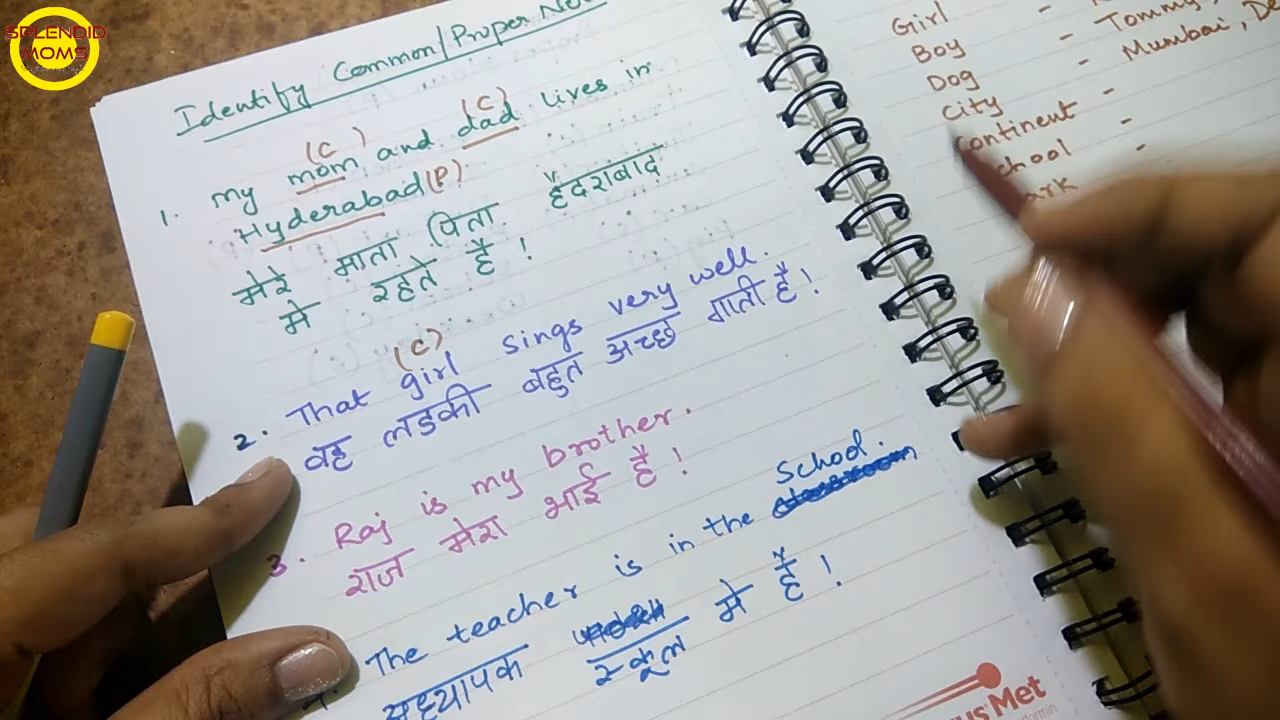 SPLENDID
MOMS
Identify Common/Proper
(C) (C)
1. My mom and dad lives in
Hyderabad(P)
मेरे माता पिता हैदराबाद
मे रहते है !
(C)
2. That girl sings very well.
वह लडकी बहुत अच्छे गाती है !
3. Raj is my brother.
राज मेरा भाई है !
The teacher is in the School.
अध्यापक स्कूल मे है !
Girl -
Boy - Tommy,
Dog - Mumbai,
City -
Continent -
School -